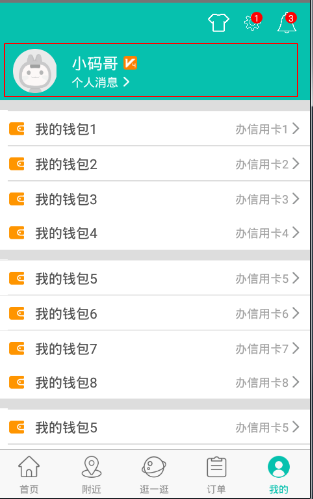 1 3
小码哥 V
个人消息
我的钱包1 办信用卡1
我的钱包2 办信用卡2
我的钱包3 办信用卡3
我的钱包4 办信用卡4
我的钱包5 办信用卡5
我的钱包6 办信用卡6
我的钱包7 办信用卡7
我的钱包8 办信用卡8
我的钱包5 办信用卡5
首页 附近 逛一逛 订单 我的